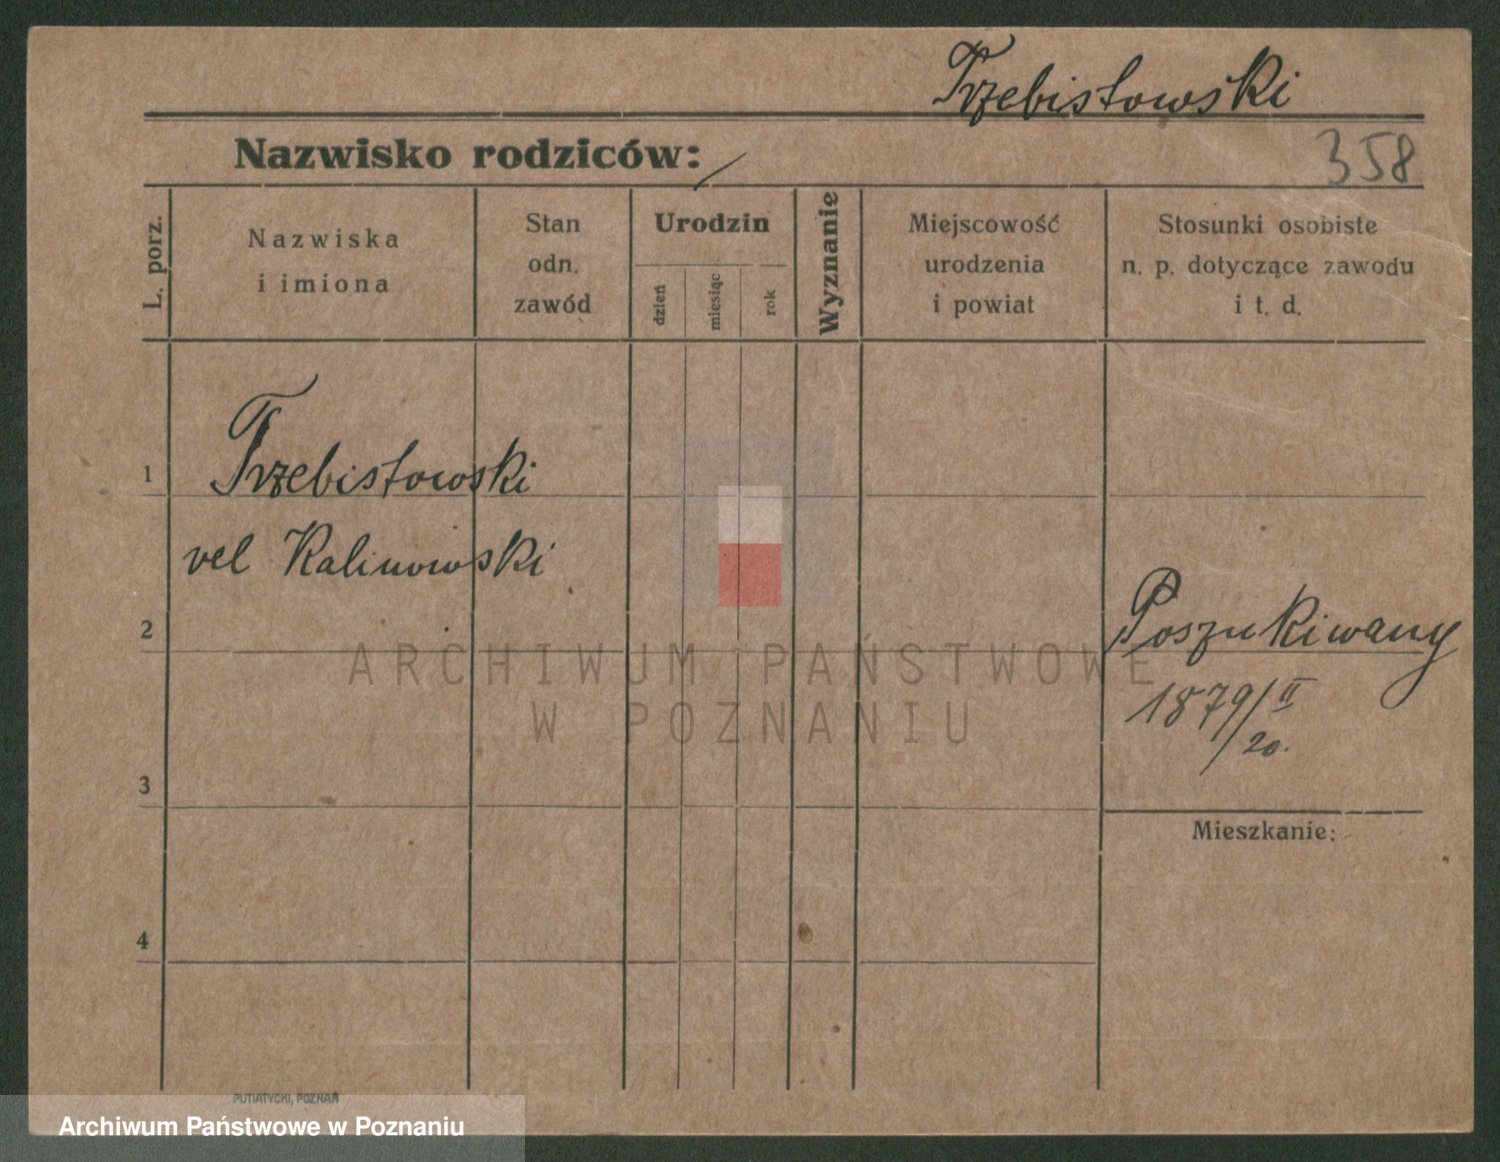 Trzebisłowski
Nazwisko rodziców:
358
L. porz.
Nazwiska
i imiona
Stan
odn.
zawód
Urodzin
dzień
miesiąc
rok
Wyznanie
Miejscowość
urodzenia
i powiat
Stosunki osobiste
n. p. dotyczące zawodu
i t. d.
1
Trzebisłowski
vel Kalinowski
2
Poszukiwany
1879/II
/20.
3
Mieszkanie:
4
ARCHIWUM PAŃSTWOWE
W POZNANIU
PUTIATYCKI, POZNAŃ
Archiwum Państwowe w Poznaniu